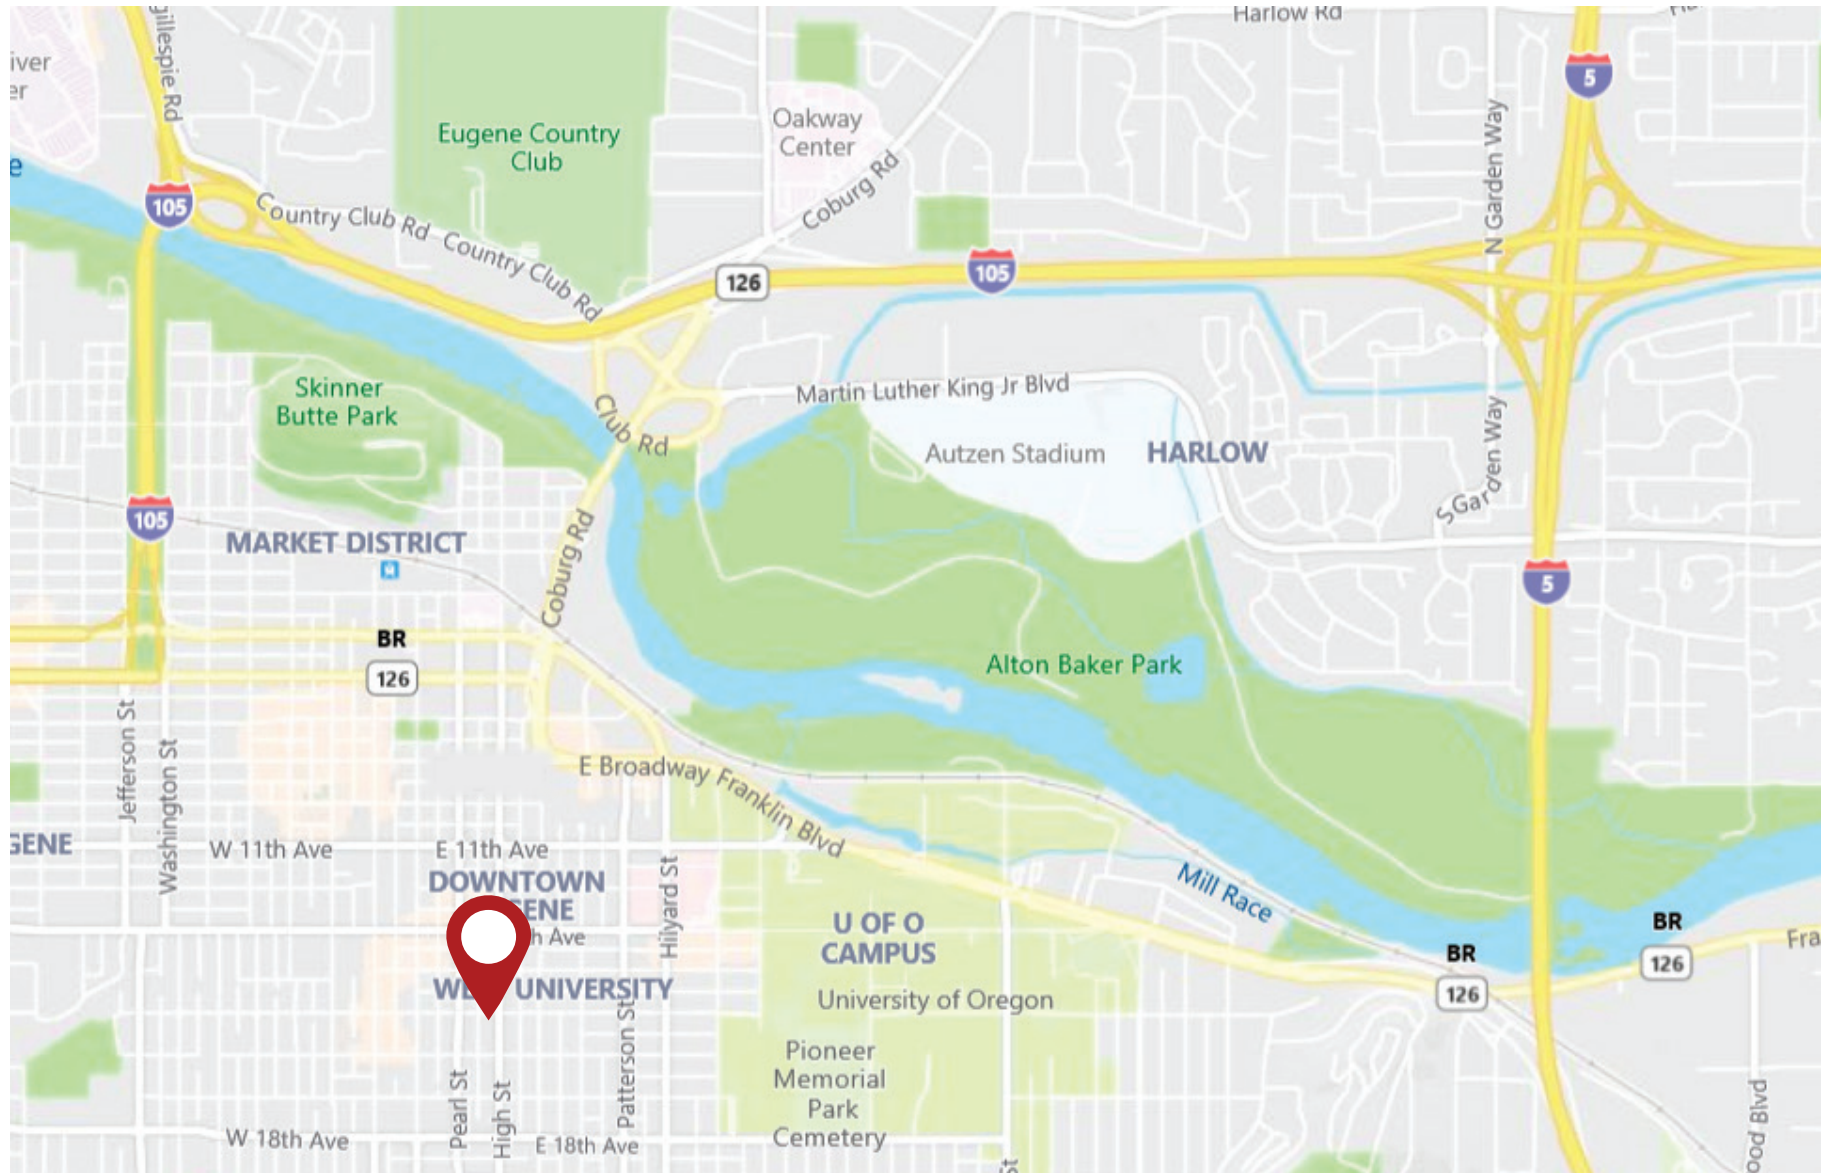 gillespie Rd
Harlow Rd
iver
er
5
Oakway
Center
Eugene Country
Club
Coburg Rd
N Garden Way
e
105
Country Club Rd
Country Club Rd
126
105
Skinner
Butte Park
Martin Luther King Jr Blvd
Club Rd
Autzen Stadium
HARLOW
S Garden Way
105
MARKET DISTRICT
Coburg Rd
5
BR
126
Alton Baker Park
Jefferson St
Washington St
E Broadway
Franklin Blvd
GENE
W 11th Ave
E 11th Ave
DOWNTOWN
ENE
h Ave
Hilyard St
Mill Race
U OF O
CAMPUS
BR
126
BR
126
Fra
UNIVERSITY
University of Oregon
Patterson St
Pioneer
Memorial
Park
Cemetery
Pearl St
High St
W 18th Ave
E 18th Ave
ood Blvd
St